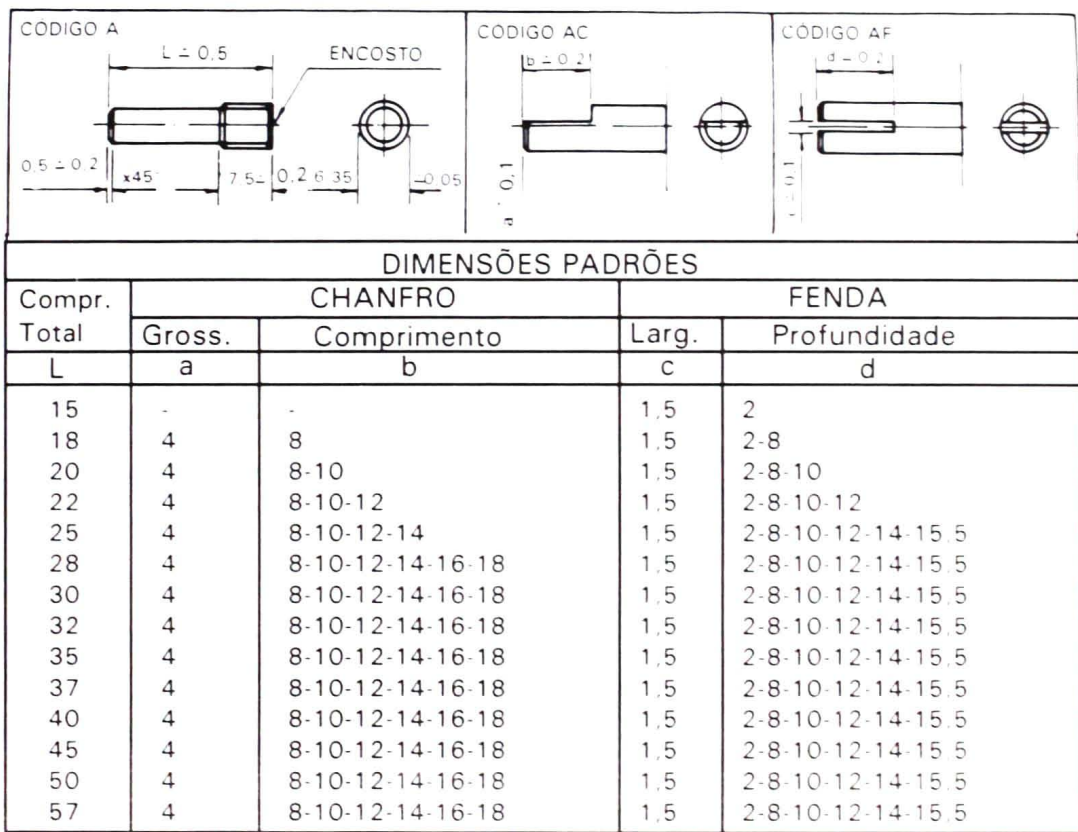 CÓDIGO A
L ± 0,5
ENCOSTO
0,5 ± 0,2
x45
7,5± 0,2
6,35
-0,05
CODIGO AC
b ± 0,2
a 0,1
CÓDIGO AF
d ± 0,2
0,1
DIMENSÕES PADRÕES
Compr. Total CHANFRO FENDA
Gross. Comprimento Larg. Profundidade
L a b c d
15 - - 1,5 2
18 4 8 1,5 2-8
20 4 8-10 1,5 2-8-10
22 4 8-10-12 1,5 2-8-10-12
25 4 8-10-12-14 1,5 2-8-10-12-14-15,5
28 4 8-10-12-14-16-18 1,5 2-8-10-12-14-15,5
30 4 8-10-12-14-16-18 1,5 2-8-10-12-14-15,5
32 4 8-10-12-14-16-18 1,5 2-8-10-12-14-15,5
35 4 8-10-12-14-16-18 1,5 2-8-10-12-14-15,5
37 4 8-10-12-14-16-18 1,5 2-8-10-12-14-15,5
40 4 8-10-12-14-16-18 1,5 2-8-10-12-14-15,5
45 4 8-10-12-14-16-18 1,5 2-8-10-12-14-15,5
50 4 8-10-12-14-16-18 1,5 2-8-10-12-14-15,5
57 4 8-10-12-14-16-18 1,5 2-8-10-12-14-15,5